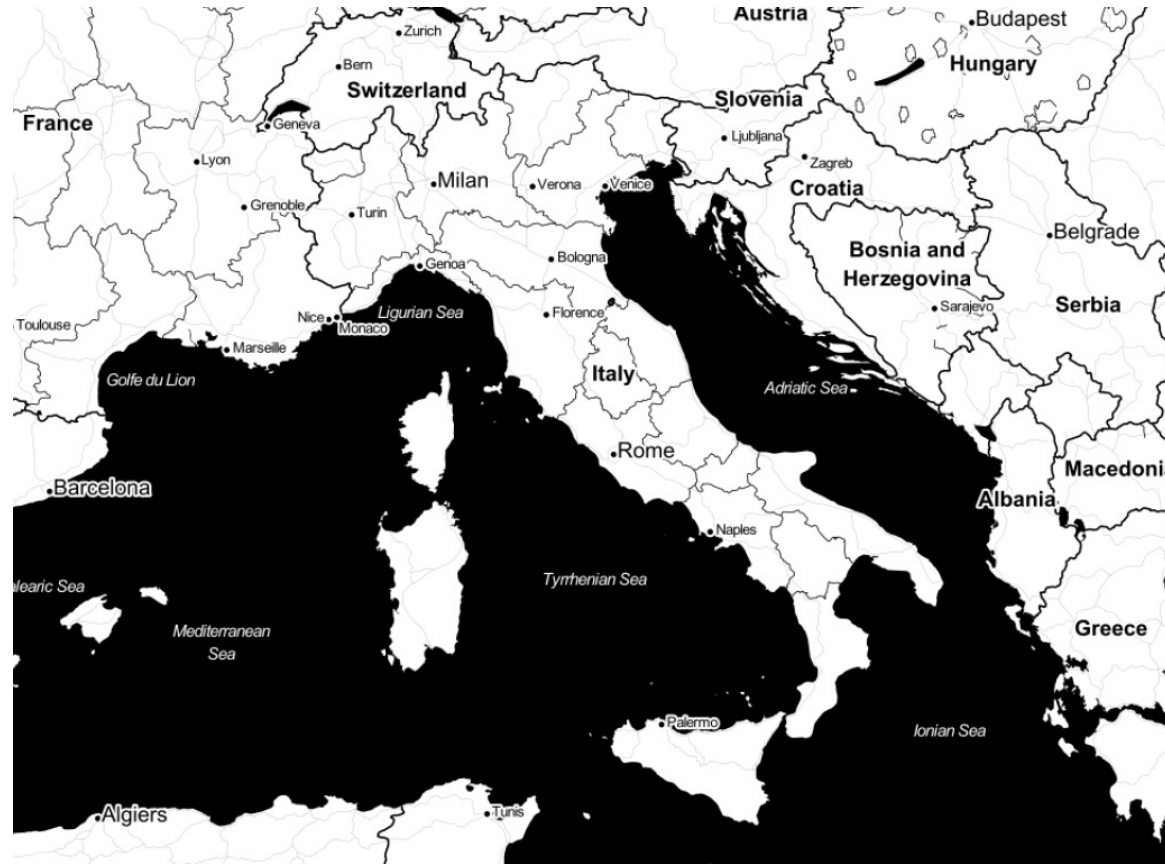 Austria
Budapest
Zurich
Hungary
Bern
Switzerland
Slovenia
France
Geneva
Ljubljana
Lyon
Zagreb
Milan
Verona
Venice
Croatia
Grenoble
Turin
Belgrade
Bosnia and
Herzegovina
Bologna
Genoa
Serbia
Sarajevo
Ligurian Sea
Florence
Nice
Monaco
Toulouse
Marseille
Italy
Golfe du Lion
Adriatic Sea
Rome
Macedonia
Barcelona
Albania
Naples
Tyrrhenian Sea
alearic Sea
Mediterranean
Sea
Greece
Palermo
Ionian Sea
Algiers
Tunis